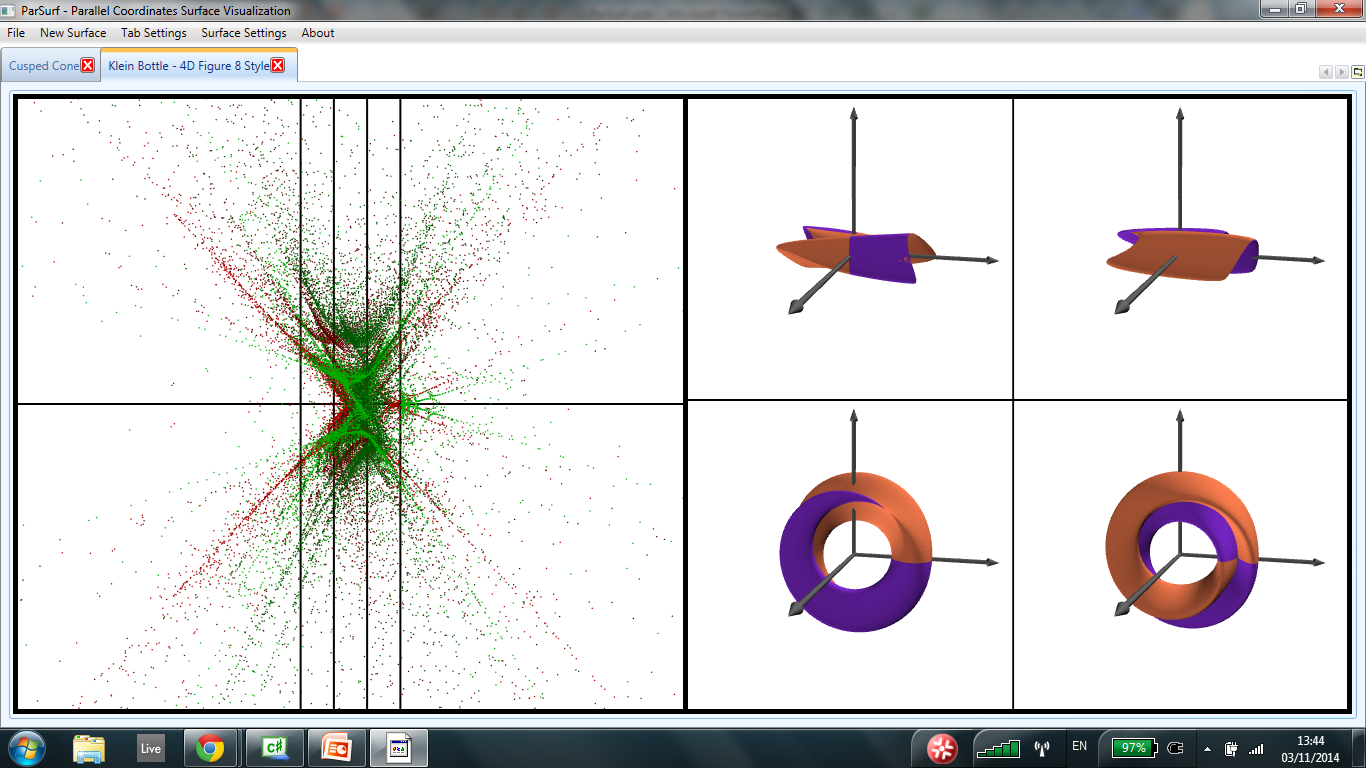 ParSurf - Parallel Coordinates Surface Visualization
File New Surface Tab Settings Surface Settings About
Cusped Cone Klein Bottle - 4D Figure 8 Style
Live EN 97% 13:44
03/11/2014